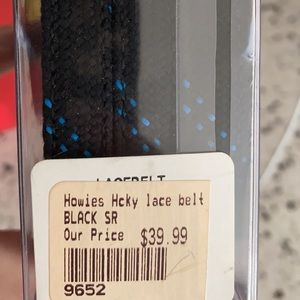 LACEBELT
Howies Hcky lace belt
BLACK SR
Our Price $39.99
9652